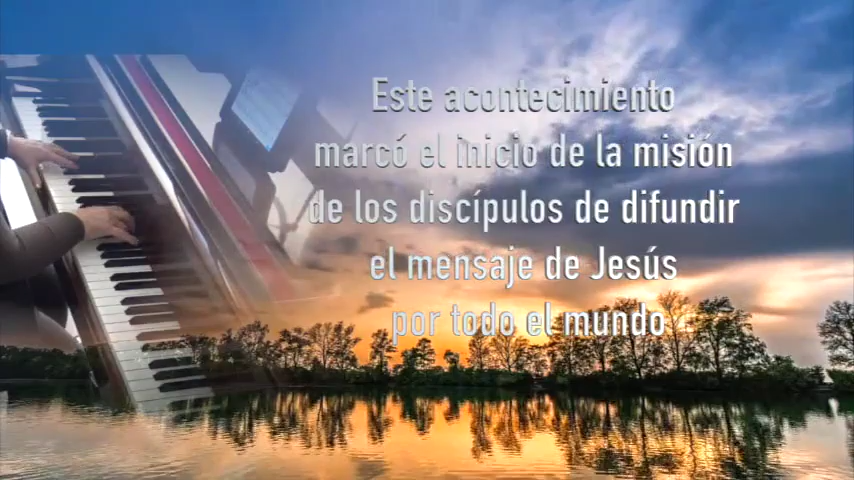 Este acontecimiento
marcó el inicio de la misión
de los discípulos de difundir
el mensaje de Jesús
por todo el mundo